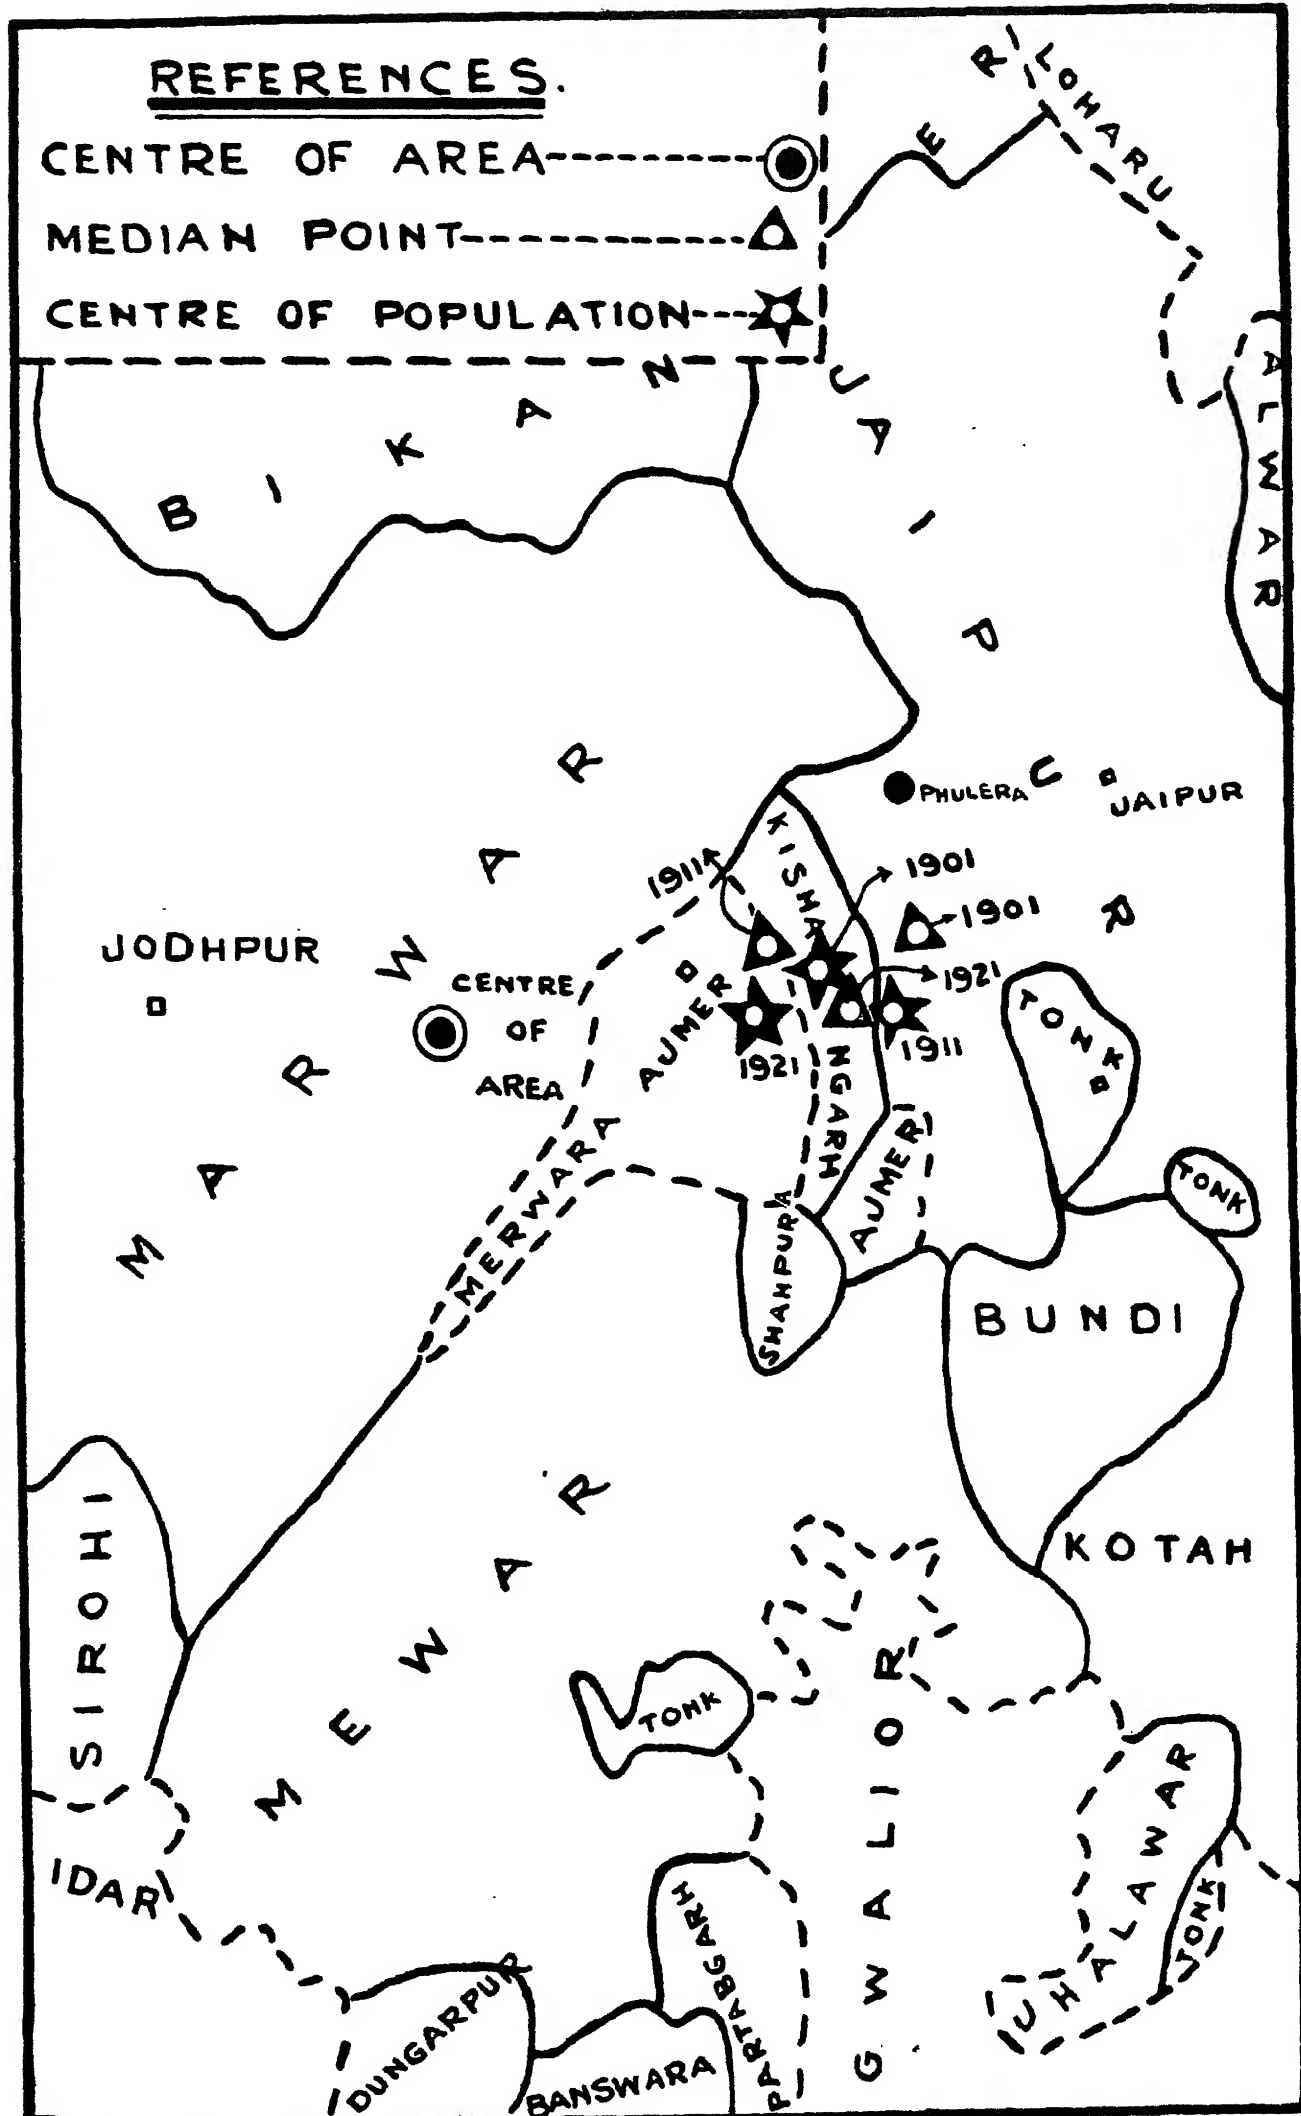 REFERENCES.
CENTRE OF AREA
MEDIAN POINT
CENTRE OF POPULATION
BIKANER
LOHARU
ALWAR
JAIPUR
PHULERA
JAIPUR
MARWAR
KISHANGARH
1911
1901
1901
1921
1911
1921
JODHPUR
CENTRE
OF
AREA
AJMER
MERWARA
TONK
TONK
AJMER
SHAHPURA
BUNDI
KOTAH
SIROHI
MEWAR
TONK
GWALIOR
JHALAWAR
TONK
IDAR
PARTABGARH
DUNGARPUR
BANSWARA